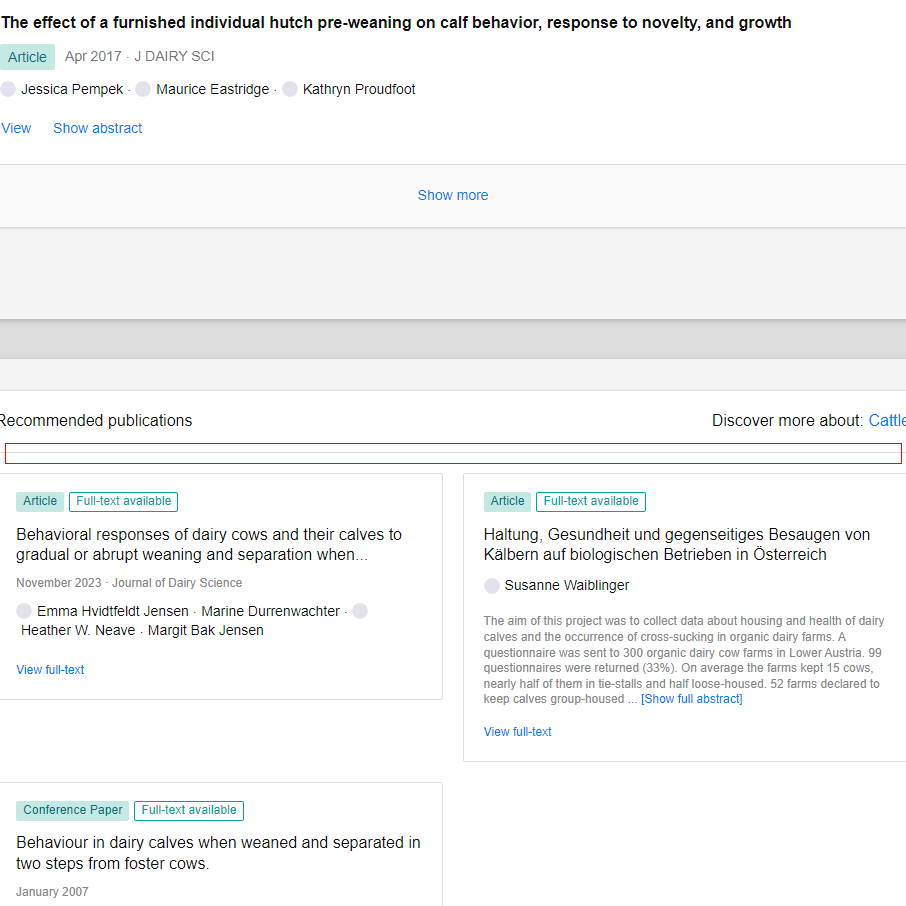 The effect of a furnished individual hutch pre-weaning on calf behavior, response to novelty, and growth
Article Apr 2017 · J DAIRY SCI
Jessica Pempek · Maurice Eastridge · Kathryn Proudfoot
View Show abstract
Show more
Recommended publications
Discover more about: Cattle
Article Full-text available
Behavioral responses of dairy cows and their calves to
gradual or abrupt weaning and separation when...
November 2023 · Journal of Dairy Science
Emma Hvidtfeldt Jensen · Marine Durrenwachter ·
Heather W. Neave · Margit Bak Jensen
View full-text
Article Full-text available
Haltung, Gesundheit und gegenseitiges Besaugen von
Kälbern auf biologischen Betrieben in Österreich
Susanne Waiblinger
The aim of this project was to collect data about housing and health of dairy
calves and the occurrence of cross-sucking in organic dairy farms. A
questionnaire was sent to 300 organic dairy cow farms in Lower Austria. 99
questionnaires were returned (33%). On average the farms kept 15 cows,
nearly half of them in tie-stalls and half loose-housed. 52 farms declared to
keep calves group-housed ... [Show full abstract]
View full-text
Conference Paper Full-text available
Behaviour in dairy calves when weaned and separated in
two steps from foster cows.
January 2007